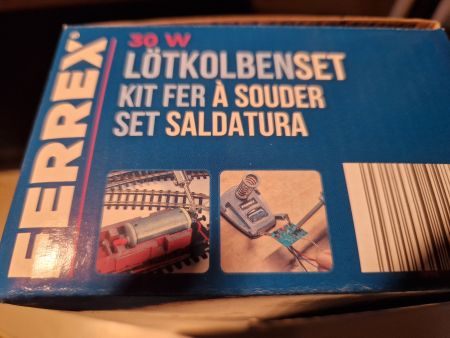 FERREX®
30 W
LÖTKOLBENSET
KIT FER À SOUDER
SET SALDATURA